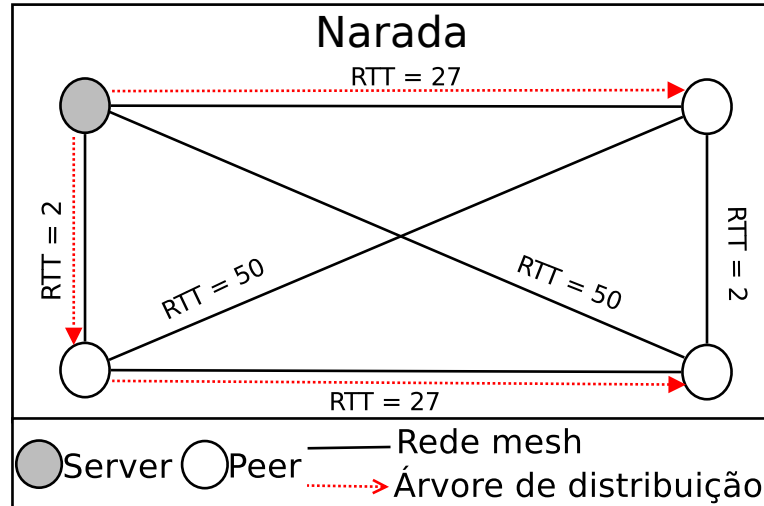 Narada
RTT = 27
RTT = 2
RTT = 50
RTT = 50
RTT = 2
RTT = 27
Server
Peer
Rede mesh
Árvore de distribuição